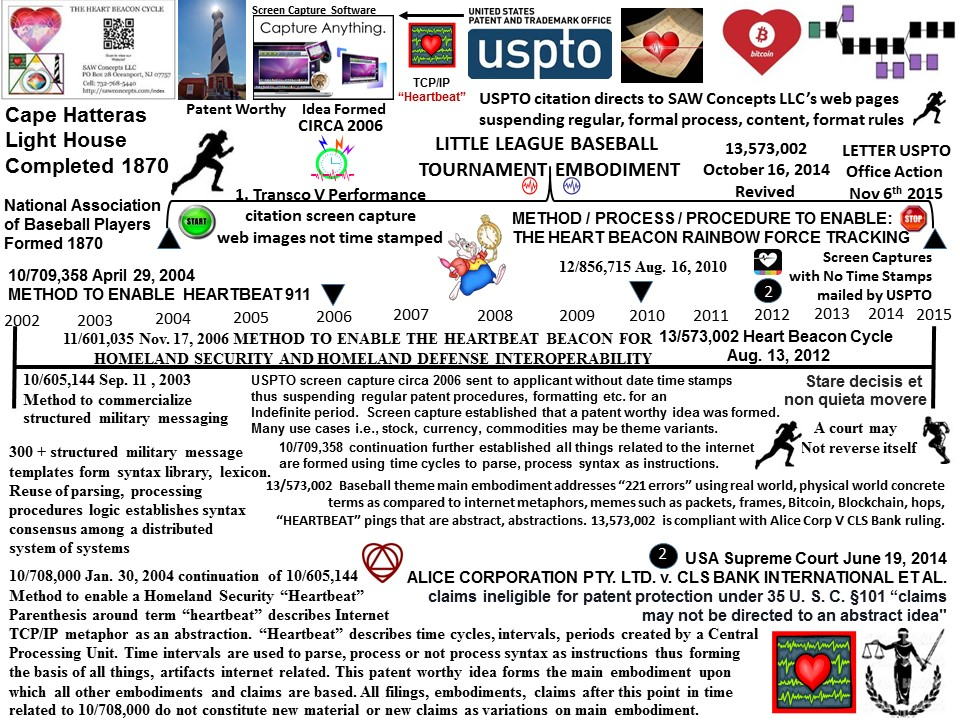 THE HEART BEACON CYCLE
SAW Concepts LLC
PO Box 28 Oceanport, NJ 07757
Cell: 732-768-5440
http://sawconcepts.com/index
Screen Capture Software
Capture Anything.
TCP/IP
“Heartbeat”
UNITED STATES
PATENT AND TRADEMARK OFFICE
uspto
bitcoin
Patent Worthy Idea Formed
CIRCA 2006
USPTO citation directs to SAW Concepts LLC’s web pages
suspending regular, formal process, content, format rules
Cape Hatteras
Light House
Completed 1870
LITTLE LEAGUE BASEBALL
TOURNAMENT EMBODIMENT
13,573,002
October 16, 2014
Revived
LETTER USPTO
Office Action
Nov 6th 2015
National Association
of Baseball Players
Formed 1870
START
1. Transco V Performance
citation screen capture
web images not time stamped
METHOD / PROCESS / PROCEDURE TO ENABLE:
THE HEART BEACON RAINBOW FORCE TRACKING
STOP
Screen Captures
with No Time Stamps
mailed by USPTO
10/709,358 April 29, 2004
METHOD TO ENABLE HEARTBEAT 911
12/856,715 Aug. 16, 2010
2
2002 2003 2004 2005 2006 2007 2008 2009 2010 2011 2012 2013 2014 2015
11/601,035 Nov. 17, 2006 METHOD TO ENABLE THE HEARTBEAT BEACON FOR
HOMELAND SECURITY AND HOMELAND DEFENSE INTEROPERABILITY
13/573,002 Heart Beacon Cycle
Aug. 13, 2012
10/605,144 Sep. 11 , 2003
Method to commercialize
structured military messaging
USPTO screen capture circa 2006 sent to applicant without date time stamps
thus suspending regular patent procedures, formatting etc. for an
Indefinite period. Screen capture established that a patent worthy idea was formed.
Many use cases i.e., stock, currency, commodities may be theme variants.
10/709,358 continuation further established all things related to the internet
are formed using time cycles to parse, process syntax as instructions.
Stare decisis et
non quieta movere
A court may
Not reverse itself
300 + structured military message
templates form syntax library, lexicon.
Reuse of parsing, processing
procedures logic establishes syntax
consensus among a distributed
system of systems
13/573,002 Baseball theme main embodiment addresses “221 errors” using real world, physical world concrete
terms as compared to internet metaphors, memes such as packets, frames, Bitcoin, Blockchain, hops,
“HEARTBEAT” pings that are abstract, abstractions. 13,573,002 is compliant with Alice Corp V CLS Bank ruling.
2
USA Supreme Court June 19, 2014
ALICE CORPORATION PTY. LTD. v. CLS BANK INTERNATIONAL ET AL.
claims ineligible for patent protection under 35 U. S. C. §101 “claims
may not be directed to an abstract idea"
10/708,000 Jan. 30, 2004 continuation of 10/605,144
Method to enable a Homeland Security “Heartbeat”
Parenthesis around term “heartbeat” describes Internet
TCP/IP metaphor as an abstraction. “Heartbeat” describes time cycles, intervals, periods created by a Central
Processing Unit. Time intervals are used to parse, process or not process syntax as instructions thus forming
the basis of all things, artifacts internet related. This patent worthy idea forms the main embodiment upon
which all other embodiments and claims are based. All filings, embodiments, claims after this point in time
related to 10/708,000 do not constitute new material or new claims as variations on main embodiment.